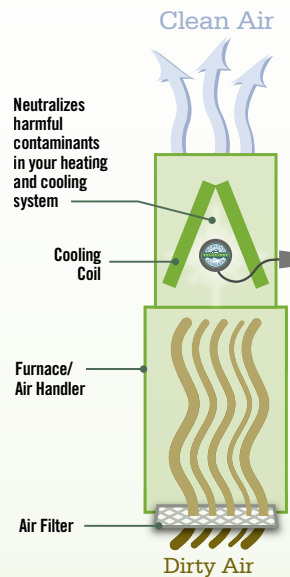 Clean Air
Neutralizes
harmful
contaminants
in your heating
and cooling
system
Cooling
Coil
Furnace/
Air Handler
Air Filter
Dirty Air